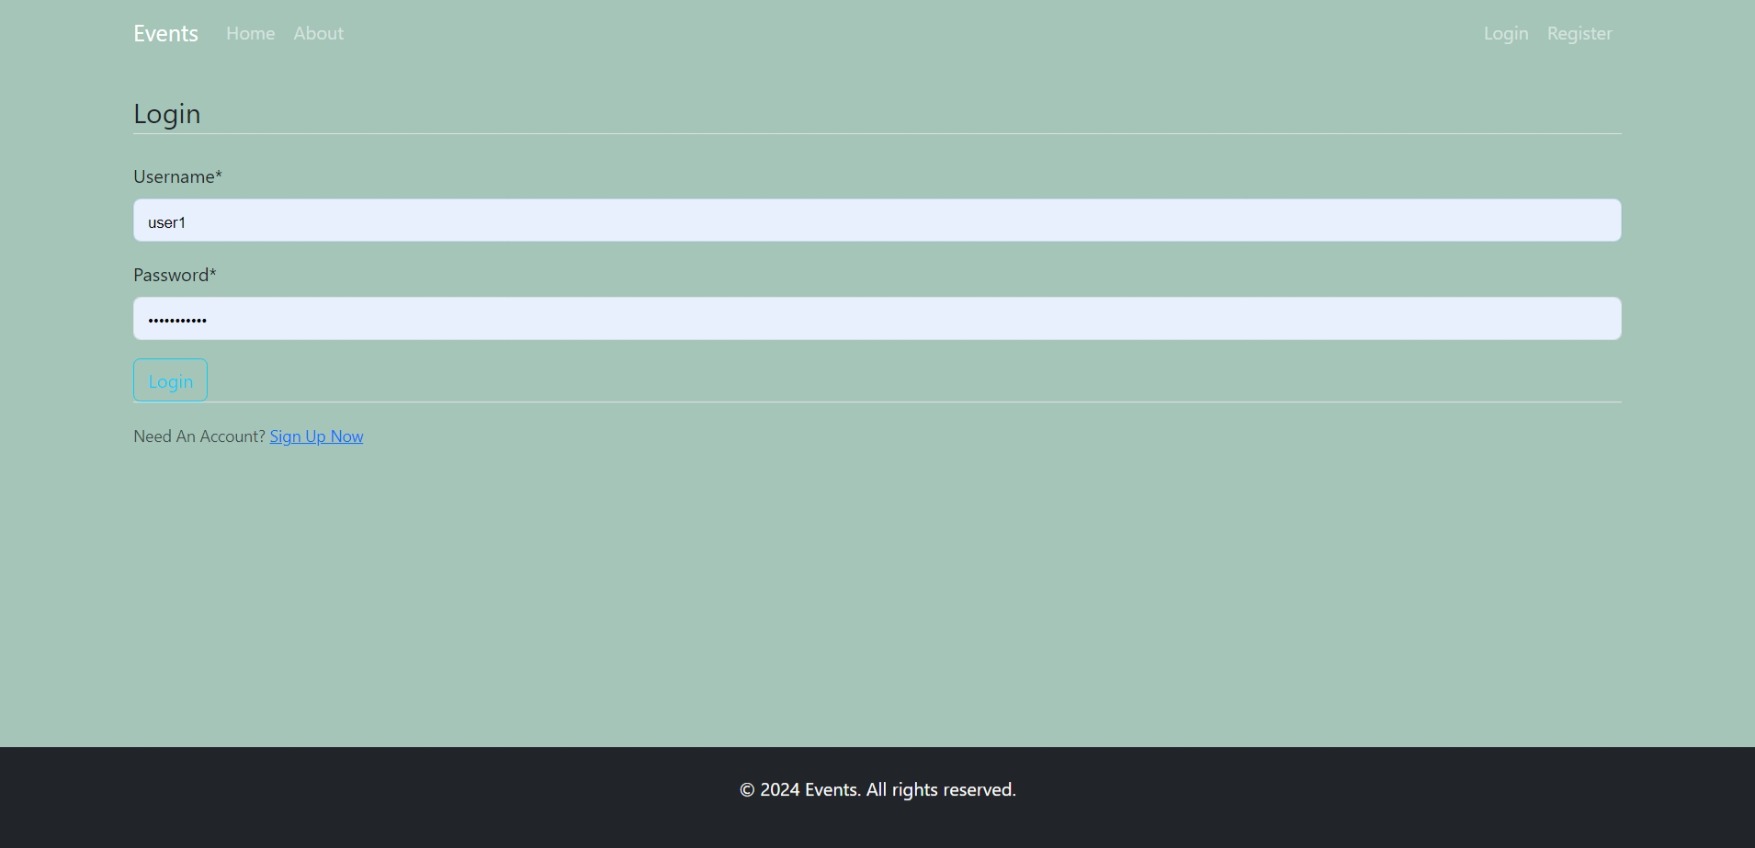 Events Home About Login Register
Login
Username*
user1
Password*
•••••••••••
Login
Need An Account? Sign Up Now
© 2024 Events. All rights reserved.